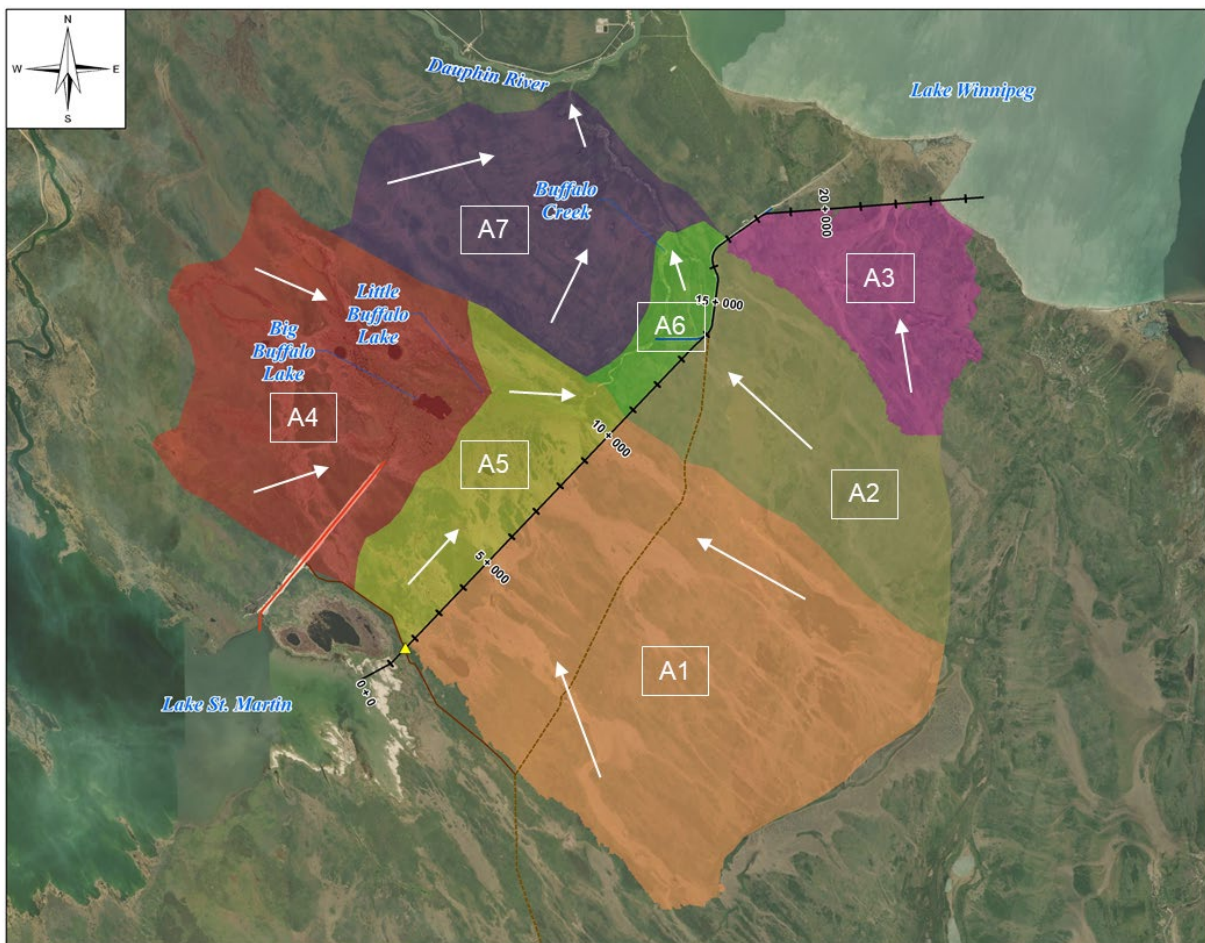 N
W E
S
Dauphin River
Lake Winnipeg
Buffalo
Creek
20 + 000
A7
A3
Little
Buffalo
Lake
15 + 000
A6
Big
Buffalo
Lake
A4
10 + 000
A5
A2
5 + 000
A1
0 + 0
Lake St. Martin